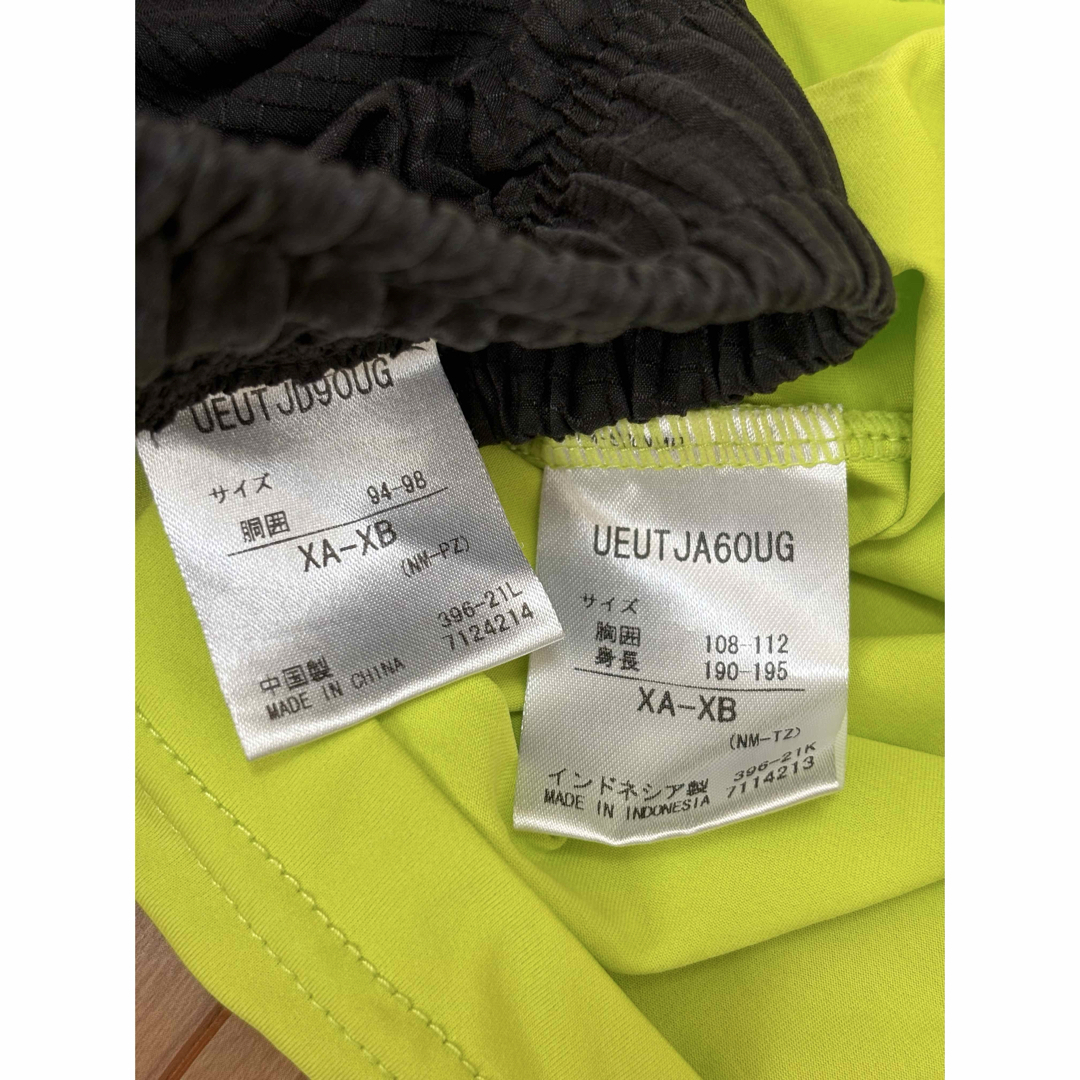 UEUTJD90UG
サイズ
胴囲 94-98
XA-XB
(NM-PZ)
396-21L
7124214
中国製
MADE IN CHINA
UEUTJA60UG
サイズ
胸囲 108-112
身長 190-195
XA-XB
(NM-TZ)
396-21K
7114213
インドネシア製
MADE IN INDONESIA